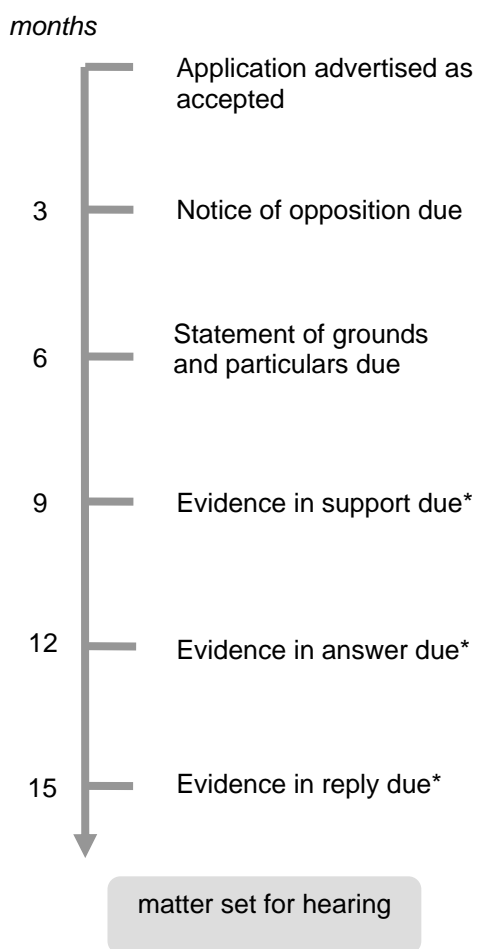 months
Application advertised as
accepted
3 Notice of opposition due
Statement of grounds
6 and particulars due
9 Evidence in support due*
12 Evidence in answer due*
15 Evidence in reply due*
matter set for hearing